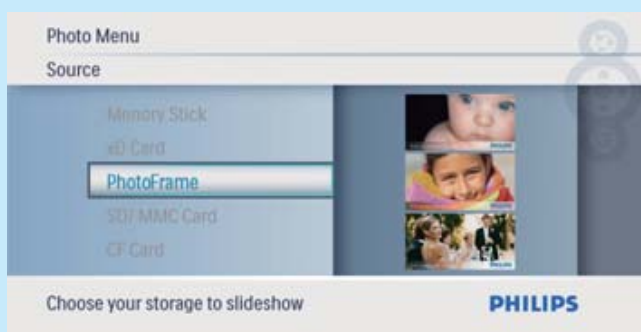 Photo Menu
Source
Memory Stick
xD Card
PhotoFrame
SD/ MMC Card
CF Card
Choose your storage to slideshow
PHILIPS